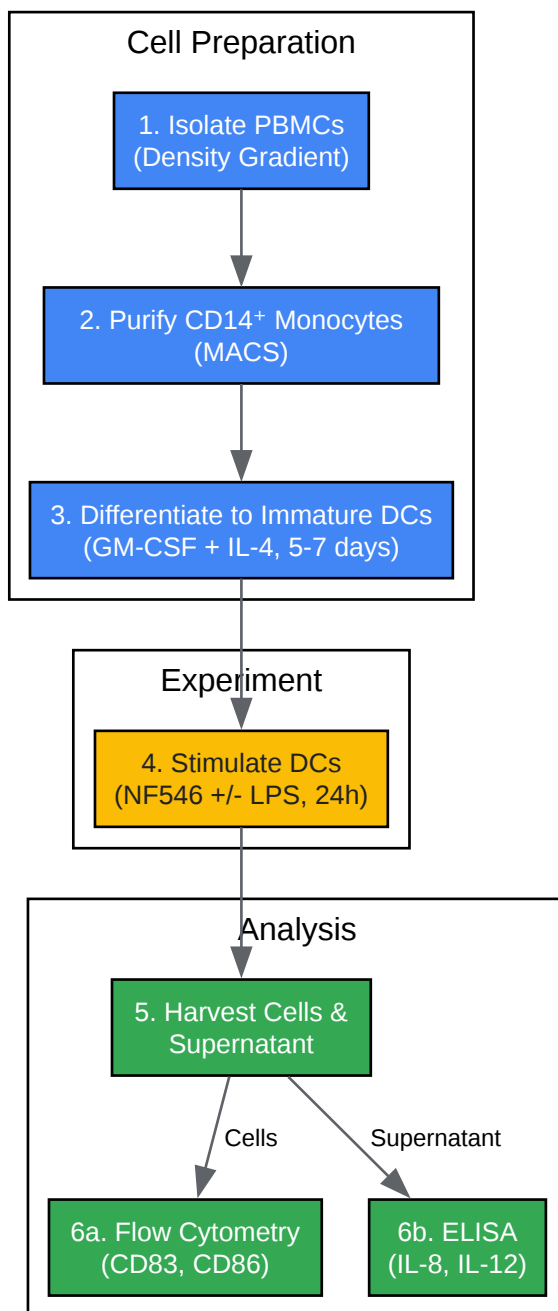 Cell Preparation
1. Isolate PBMCs
(Density Gradient)
2. Purify CD14⁺ Monocytes
(MACS)
3. Differentiate to Immature DCs
(GM-CSF + IL-4, 5-7 days)
Experiment
4. Stimulate DCs
(NF546 +/- LPS, 24h)
Analysis
5. Harvest Cells &
Supernatant
Cells
Supernatant
6a. Flow Cytometry
(CD83, CD86)
6b. ELISA
(IL-8, IL-12)